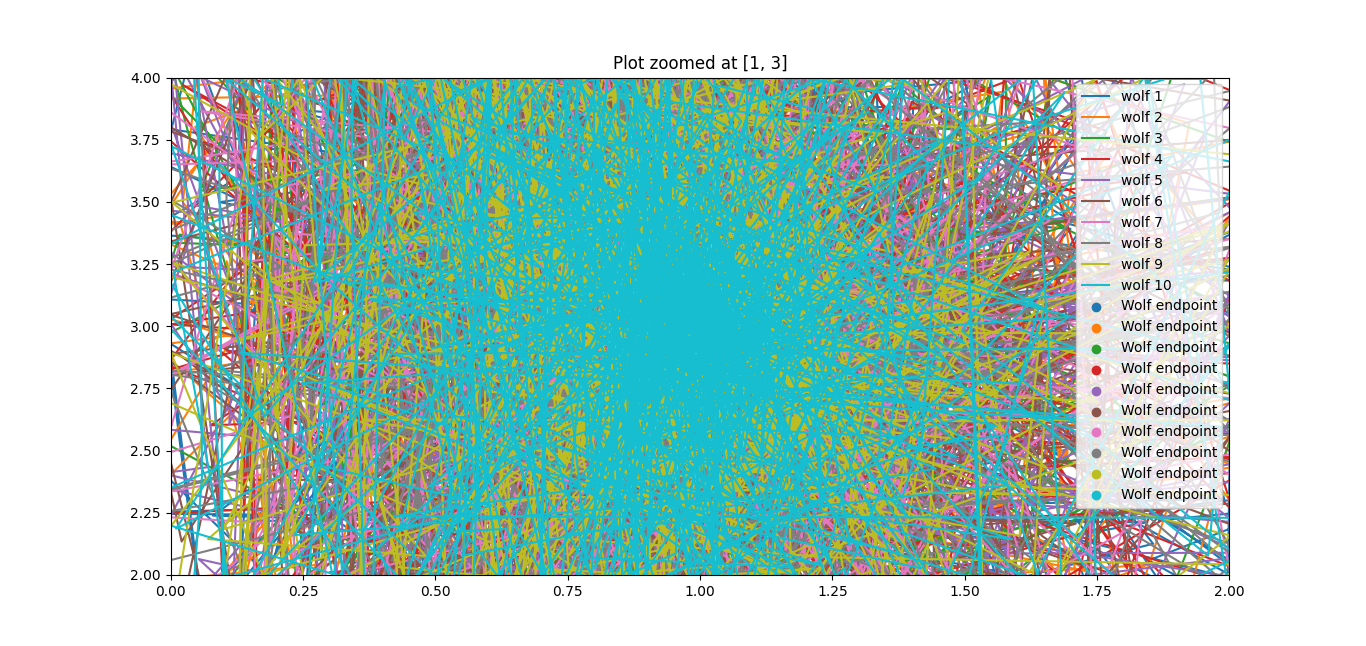 Plot zoomed at [1, 3]
4.00
3.75
3.50
3.25
3.00
2.75
2.50
2.25
2.00
0.00 0.25 0.50 0.75 1.00 1.25 1.50 1.75 2.00
wolf 1
wolf 2
wolf 3
wolf 4
wolf 5
wolf 6
wolf 7
wolf 8
wolf 9
wolf 10
Wolf endpoint
Wolf endpoint
Wolf endpoint
Wolf endpoint
Wolf endpoint
Wolf endpoint
Wolf endpoint
Wolf endpoint
Wolf endpoint
Wolf endpoint